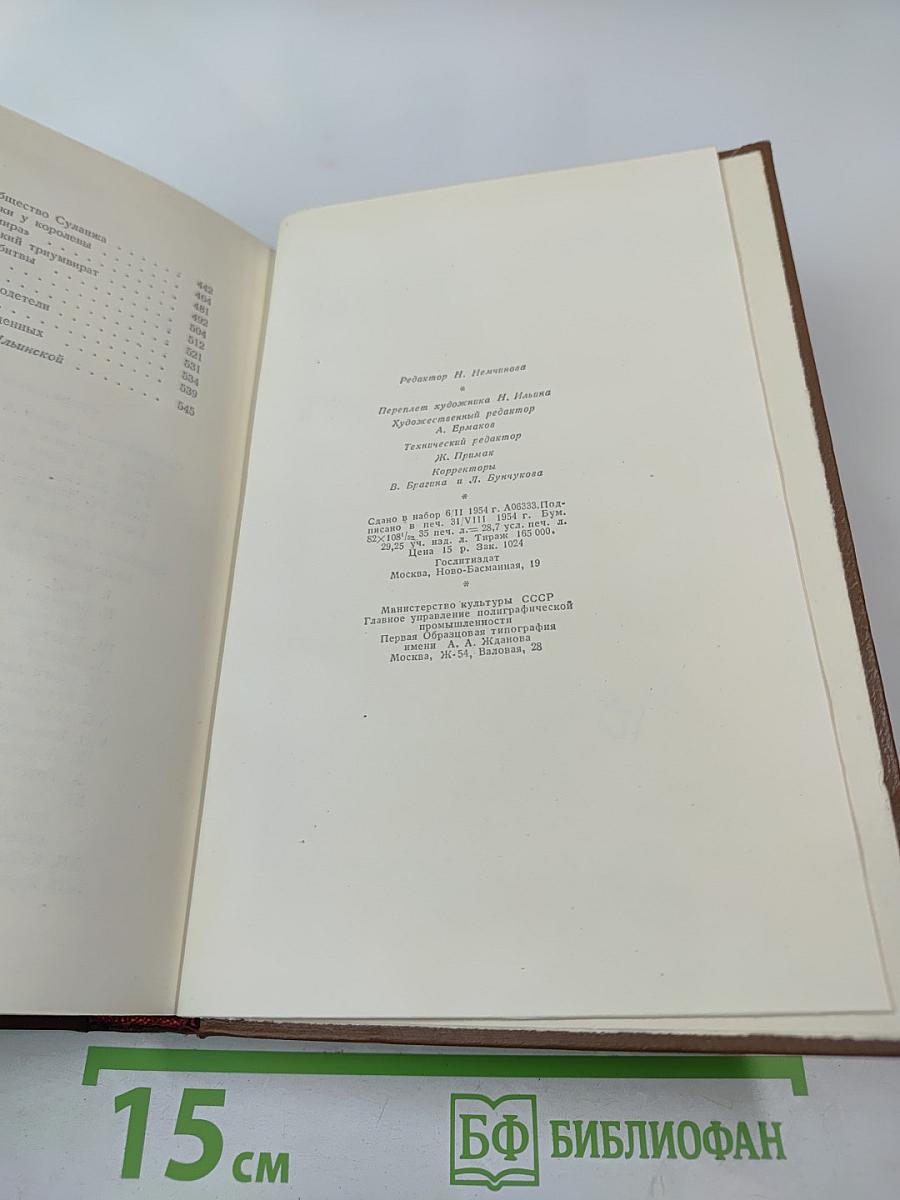 бщество Суланжа
ки у королевы
ира»
кий триумвират
битвы
одетели
денных
Ильинской
442
464
481
492
504
512
521
531
534
539
545
Редактор Н. Немчинова
*
Переплет художника Н. Ильина
Художественный редактор
А. Ермаков
Технический редактор
Ж. Примак
Корректоры
В. Брагина и Л. Бунчукова
*
Сдано в набор 6/II 1954 г. А06333. Под-
писано в печ. 31/VIII 1954 г. Бум.
82×108¹/₃₂ 35 печ. л.= 28,7 усл. печ. л.
29,25 уч. изд. л. Тираж 165 000.
Цена 15 р. Зак. 1024
Гослитиздат
Москва, Ново-Басманная, 19
*
Министерство культуры СССР
Главное управление полиграфической
промышленности
Первая Образцовая типография
имени А. А. Жданова
Москва, Ж-54, Валовая, 28
15 см
БФ БИБЛИОФАН